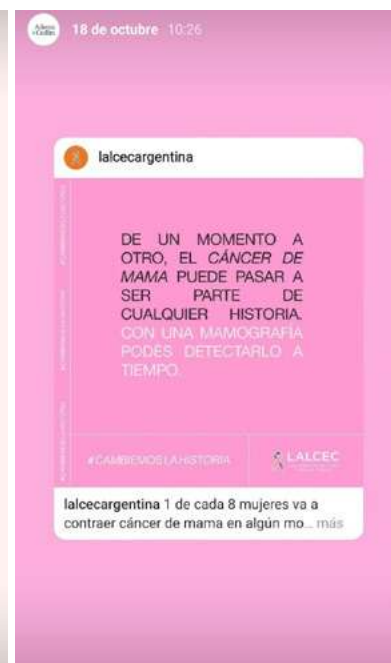 18 de octubre 10:26
lalcecargentina
DE UN MOMENTO A
OTRO, EL CÁNCER DE
MAMA PUEDE PASAR A
SER PARTE DE
CUALQUIER HISTORIA.
CON UNA MAMOGRAFÍA
PODÉS DETECTARLO A
TIEMPO.
#CAMBIEMOSLAHISTORIA
LALCEC
lalcecargentina 1 de cada 8 mujeres va a
contraer cáncer de mama en algún mo... más